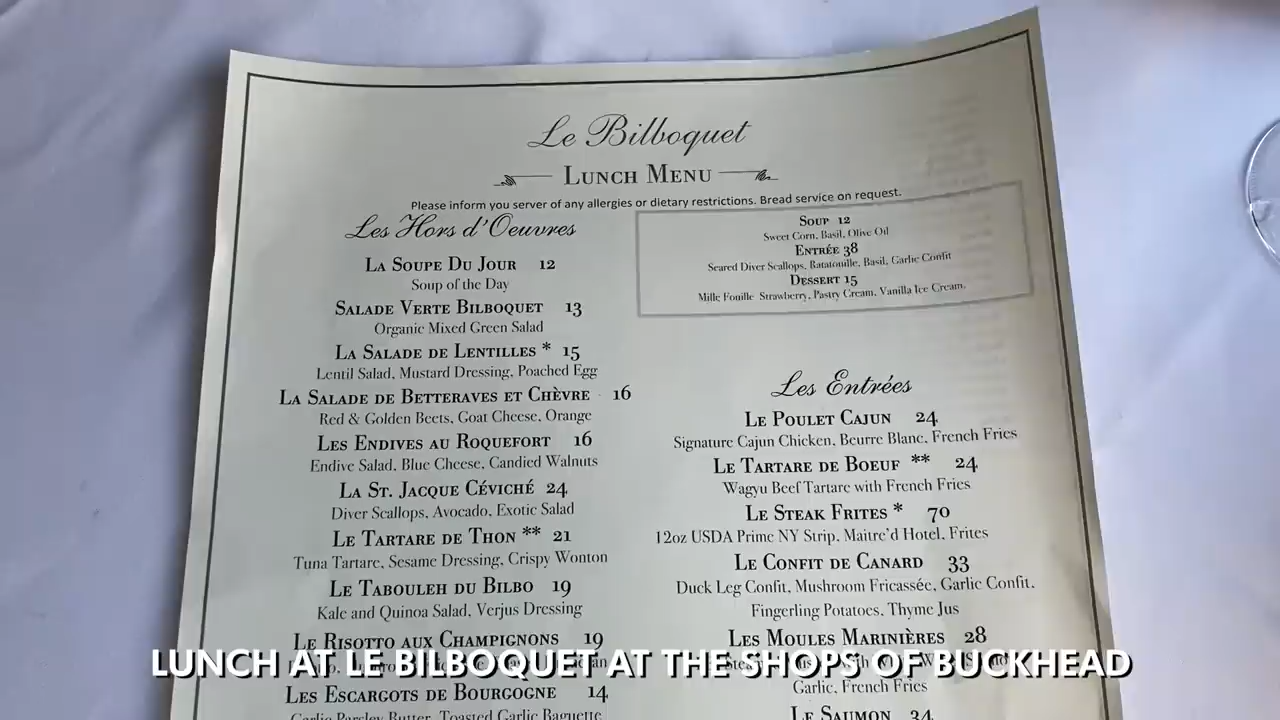 Le Bilboquet
LUNCH MENU
Please inform you server of any allergies or dietary restrictions. Bread service on request.
Les Hors d'Oeuvres
LA SOUPE DU JOUR 12
Soup of the Day
SALADE VERTE BILBOQUET 13
Organic Mixed Green Salad
LA SALADE DE LENTILLES * 15
Lentil Salad, Mustard Dressing, Poached Egg
LA SALADE DE BETTERAVES ET CHÈVRE 16
Red & Golden Beets, Goat Cheese, Orange
LES ENDIVES AU ROQUEFORT 16
Endive Salad, Blue Cheese, Candied Walnuts
LA ST. JACQUE CÉVICHÉ 24
Diver Scallops, Avocado, Exotic Salad
LE TARTARE DE THON ** 21
Tuna Tartare, Sesame Dressing, Crispy Wonton
LE TABOULEH DU BILBO 19
Kale and Quinoa Salad, Verjus Dressing
LE RISOTTO AUX CHAMPIGNONS 19
LES ESCARGOTS DE BOURGOGNE 14
Garlic Parsley Butter, Toasted Garlic Baguette
SOUP 12
Sweet Corn, Basil, Olive Oil
ENTRÉE 38
Seared Diver Scallops, Ratatouille, Basil, Garlic Confit
DESSERT 15
Mille Fouille Strawberry, Pastry Cream, Vanilla Ice Cream.
Les Entrées
LE POULET CAJUN 24
Signature Cajun Chicken, Beurre Blanc, French Fries
LE TARTARE DE BOEUF ** 24
Wagyu Beef Tartare with French Fries
LE STEAK FRITES * 70
12oz USDA Prime NY Strip, Maitre'd Hotel, Frites
LE CONFIT DE CANARD 33
Duck Leg Confit, Mushroom Fricassée, Garlic Confit,
Fingerling Potatoes, Thyme Jus
LES MOULES MARINIÈRES 28
Garlic, French Fries
LE SAUMON 34
LUNCH AT LE BILBOQUET AT THE SHOPS OF BUCKHEAD